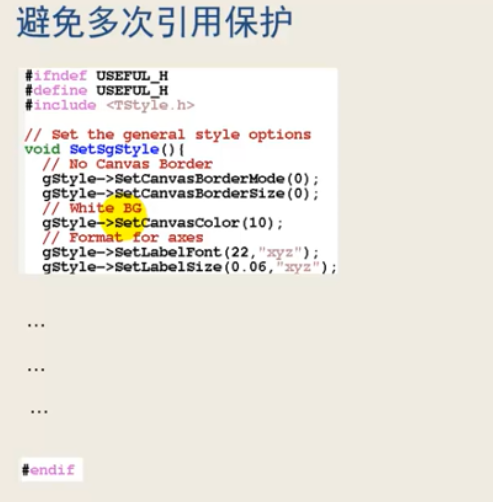 避免多次引用保护
#ifndef USEFUL_H
#define USEFUL_H
#include <TStyle.h>
// Set the general style options
void SetSgStyle(){
// No Canvas Border
gStyle->SetCanvasBorderMode(0);
gStyle->SetCanvasBorderSize(0);
// White BG
gStyle->SetCanvasColor(10);
// Format for axes
gStyle->SetLabelFont(22,"xyz");
gStyle->SetLabelSize(0.06,"xyz");
...
...
...
#endif